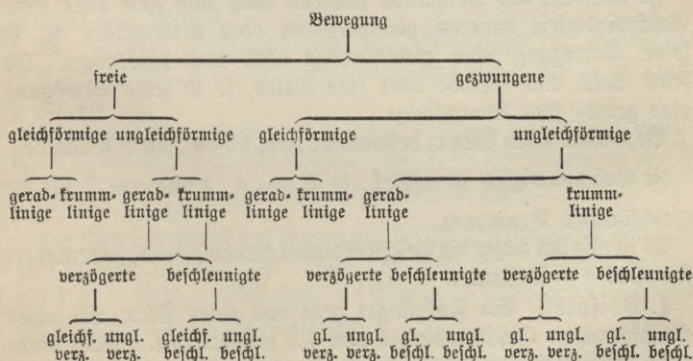 Bewegung
freie gezwungene
gleichförmige ungleichförmige gleichförmige ungleichförmige
gerad- krumm- gerad- krumm- gerad- krumm- gerad- krumm-
linige linige linige linige linige linige linige linige
verzögerte beschleunigte verzögerte beschleunigte verzögerte beschleunigte
gleichf. ungl. gleichf. ungl. gl. ungl. gl. ungl. gl. ungl. gl. ungl.
verz. verz. beschl. beschl. verz. verz. beschl. beschl. verz. verz. beschl. beschl.